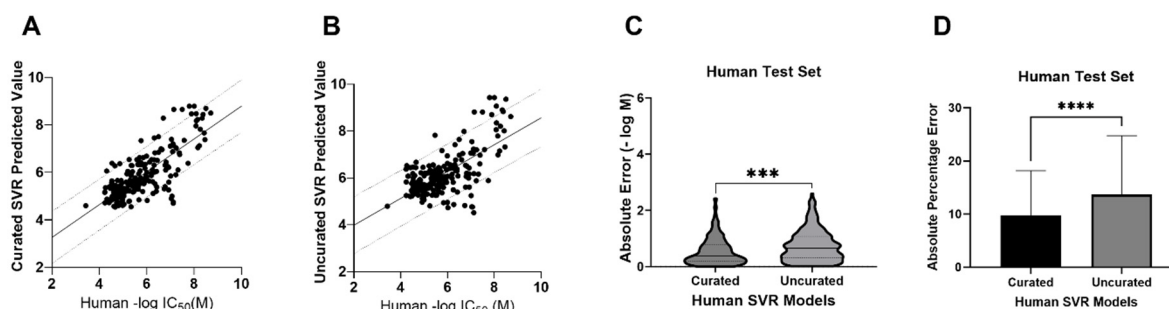 A
B
C
D
Curated SVR Predicted Value
10
8
6
4
2
2
4
6
8
10
Human -log IC50(M)
Uncurated SVR Predicted Value
10
8
6
4
2
2
4
6
8
10
Human -log IC50 (M)
Human Test Set
Absolute Error (- log M)
6
4
2
0
***
Curated
Uncurated
Human SVR Models
Human Test Set
Absolute Percentage Error
30
20
10
0
****
Curated
Uncurated
Human SVR Models